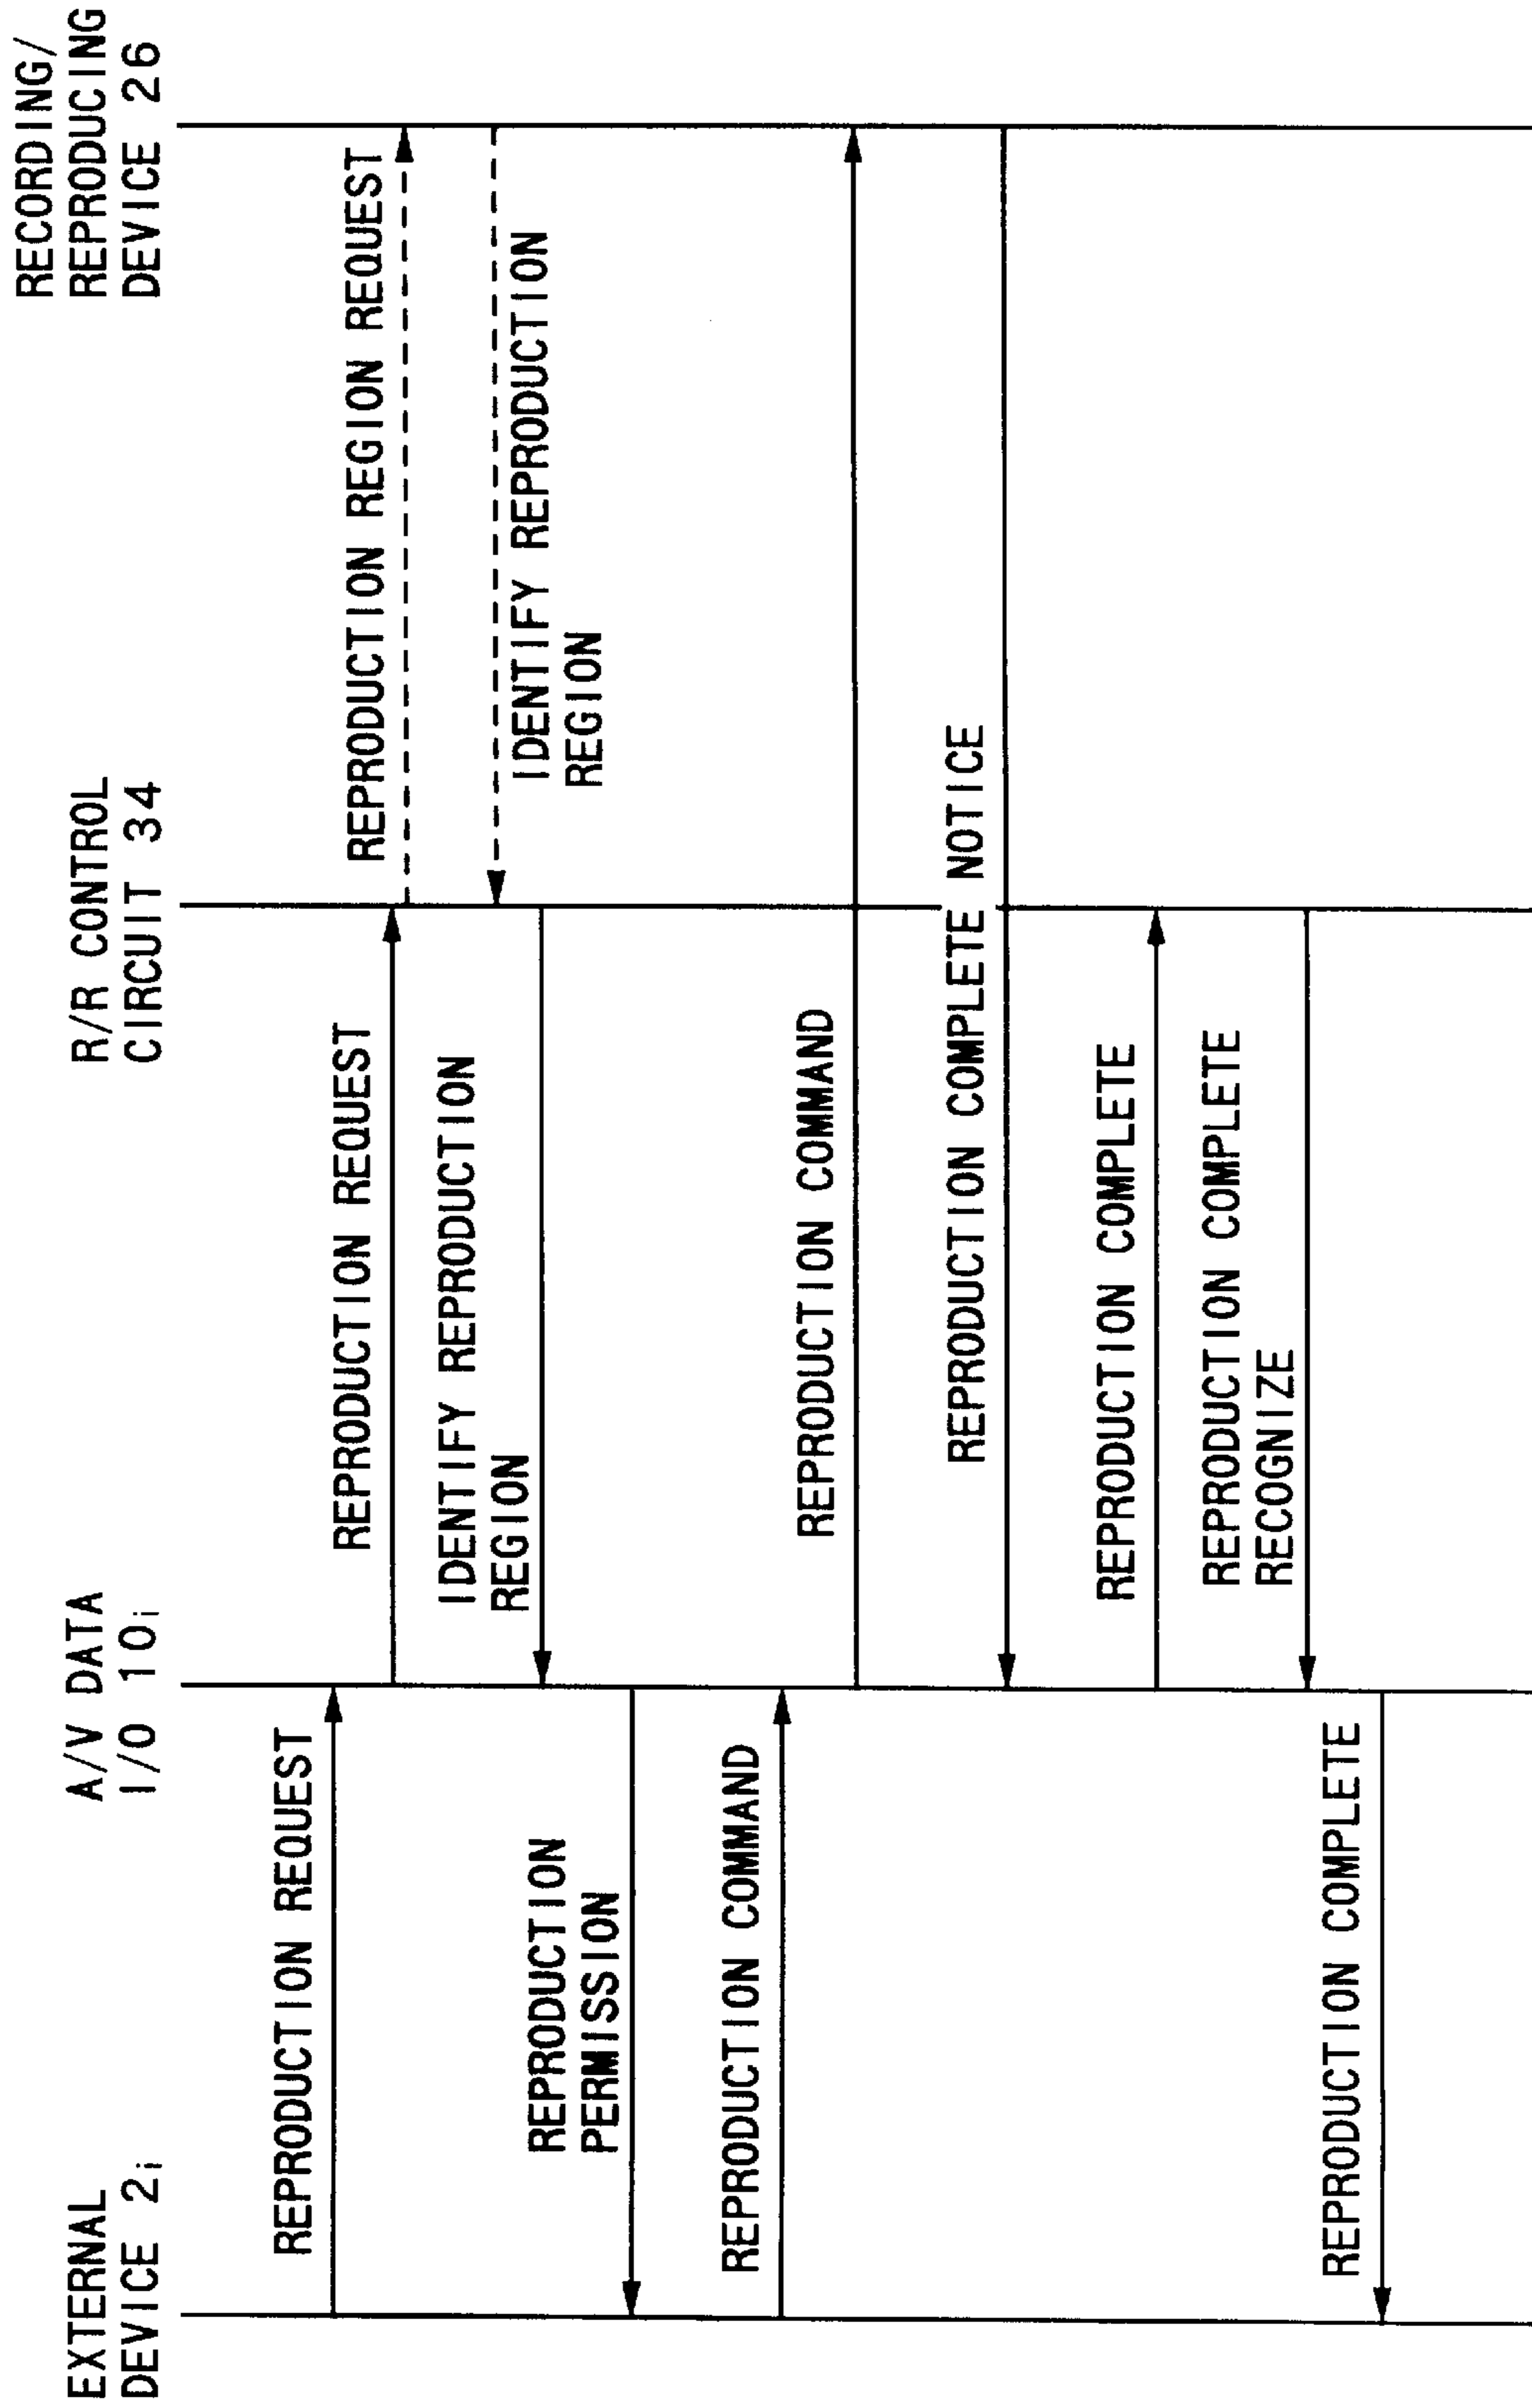 EXTERNAL
DEVICE 2i
A/V DATA
I/O 10i
R/R CONTROL
CIRCUIT 34
RECORDING/
REPRODUCING
DEVICE 26
REPRODUCTION REQUEST
REPRODUCTION REQUEST
REPRODUCTION REGION REQUEST
IDENTIFY REPRODUCTION
REGION
IDENTIFY REPRODUCTION
REGION
REPRODUCTION
PERMISSION
REPRODUCTION COMMAND
REPRODUCTION COMMAND
REPRODUCTION COMPLETE NOTICE
REPRODUCTION COMPLETE
REPRODUCTION COMPLETE
RECOGNIZE
REPRODUCTION COMPLETE